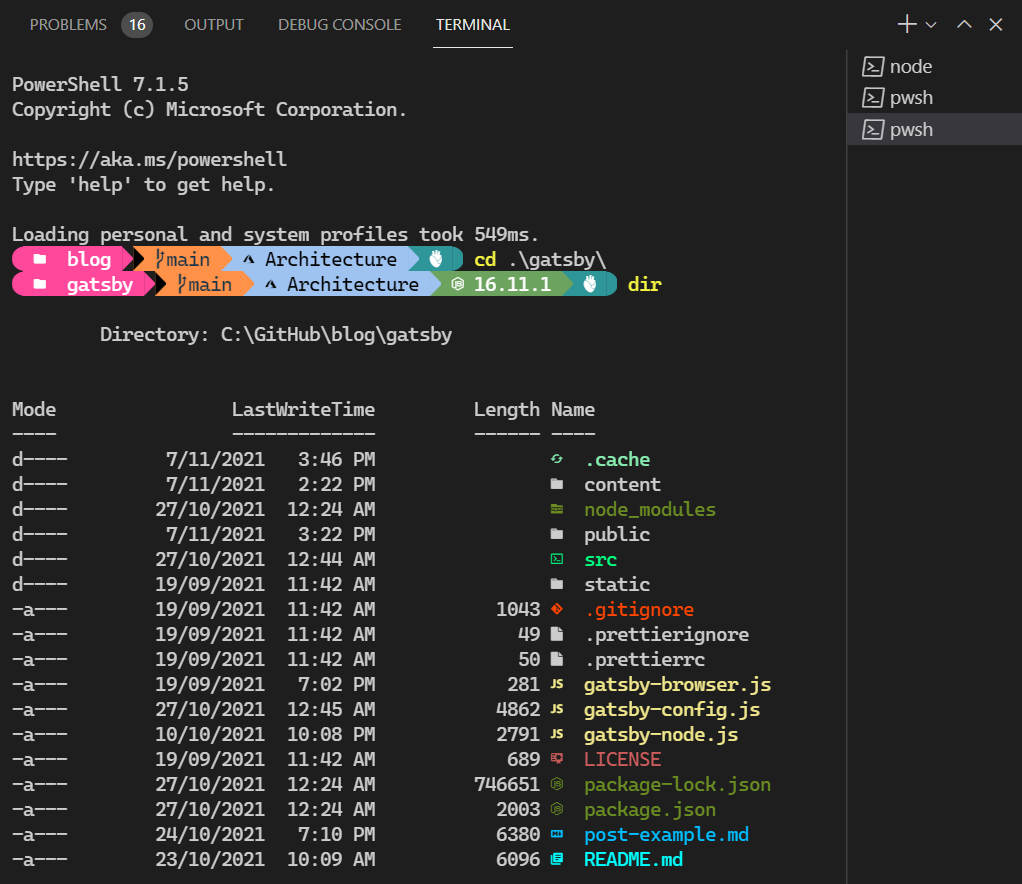 PROBLEMS 16 OUTPUT DEBUG CONSOLE TERMINAL
node
pwsh
pwsh
PowerShell 7.1.5
Copyright (c) Microsoft Corporation.
https://aka.ms/powershell
Type 'help' to get help.
Loading personal and system profiles took 549ms.
blog main Architecture cd .\gatsby\
gatsby main Architecture 16.11.1 dir
Directory: C:\GitHub\blog\gatsby
Mode LastWriteTime Length Name
---- ------------- ------ ----
d---- 7/11/2021 3:46 PM .cache
d---- 7/11/2021 2:22 PM content
d---- 27/10/2021 12:24 AM node_modules
d---- 7/11/2021 3:22 PM public
d---- 27/10/2021 12:44 AM src
d---- 19/09/2021 11:42 AM static
-a--- 19/09/2021 11:42 AM 1043 .gitignore
-a--- 19/09/2021 11:42 AM 49 .prettierignore
-a--- 19/09/2021 11:42 AM 50 .prettierrc
-a--- 19/09/2021 7:02 PM 281 JS gatsby-browser.js
-a--- 27/10/2021 12:45 AM 4862 JS gatsby-config.js
-a--- 10/10/2021 10:08 PM 2791 JS gatsby-node.js
-a--- 19/09/2021 11:42 AM 689 LICENSE
-a--- 27/10/2021 12:24 AM 746651 package-lock.json
-a--- 27/10/2021 12:24 AM 2003 package.json
-a--- 24/10/2021 7:10 PM 6380 post-example.md
-a--- 23/10/2021 10:09 AM 6096 README.md